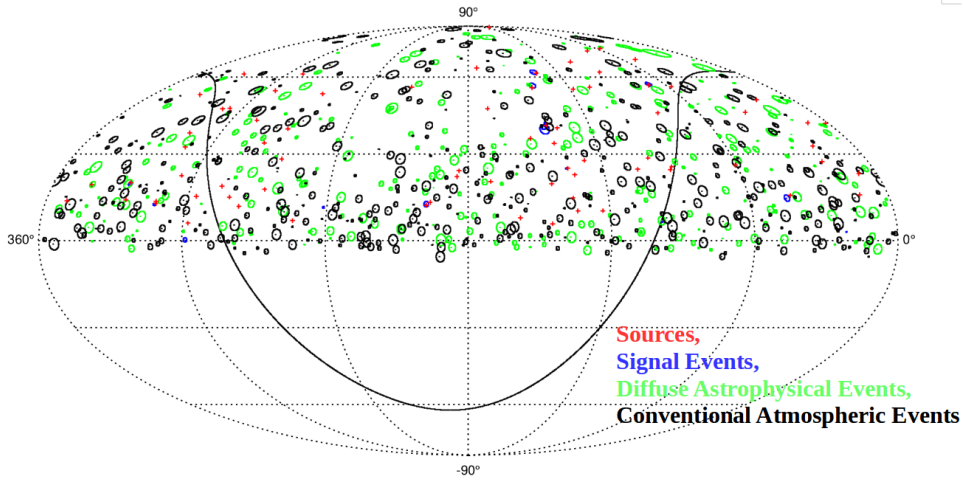 90°
360°
0°
Sources,
Signal Events,
Diffuse Astrophysical Events,
Conventional Atmospheric Events
-90°